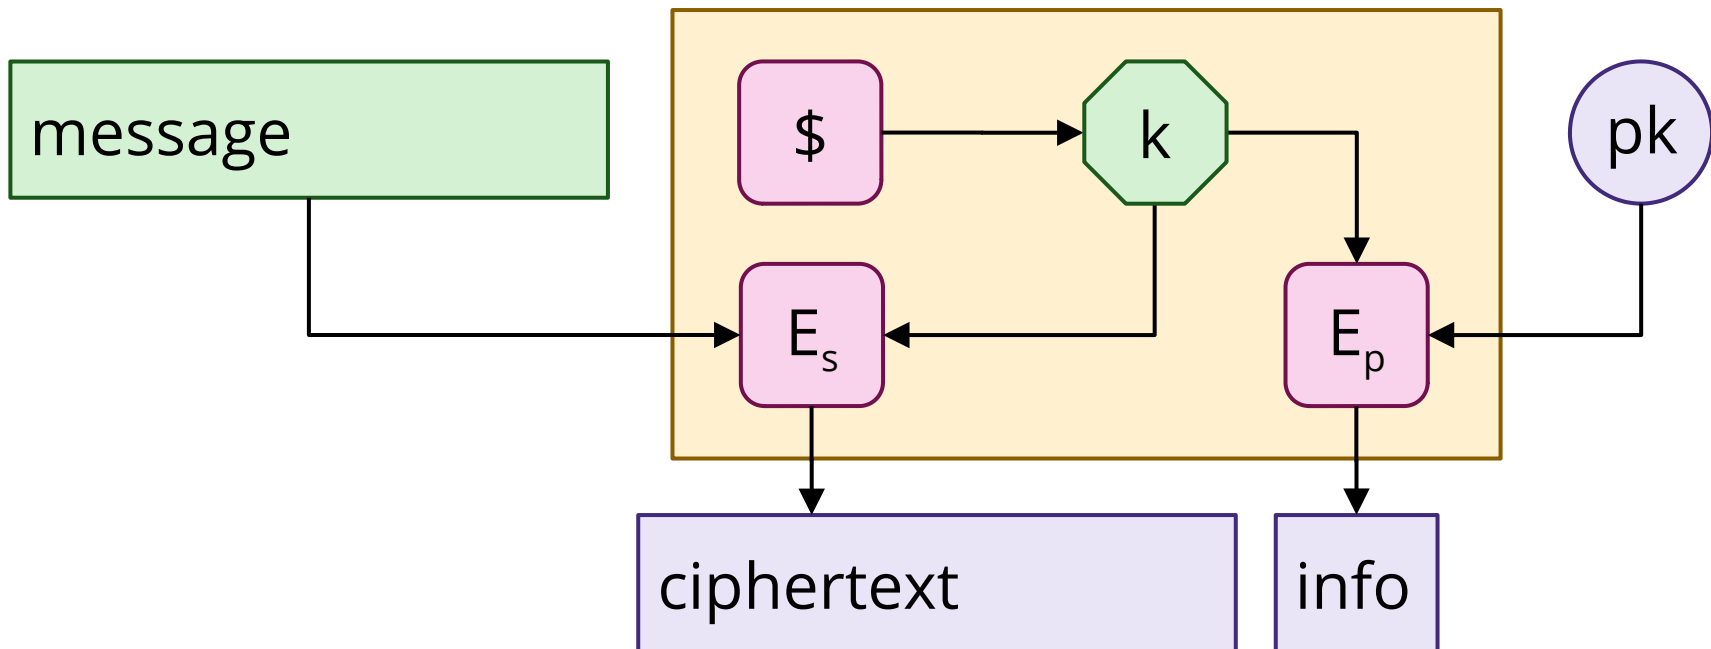 message
$
k
pk
Es
Ep
ciphertext
info